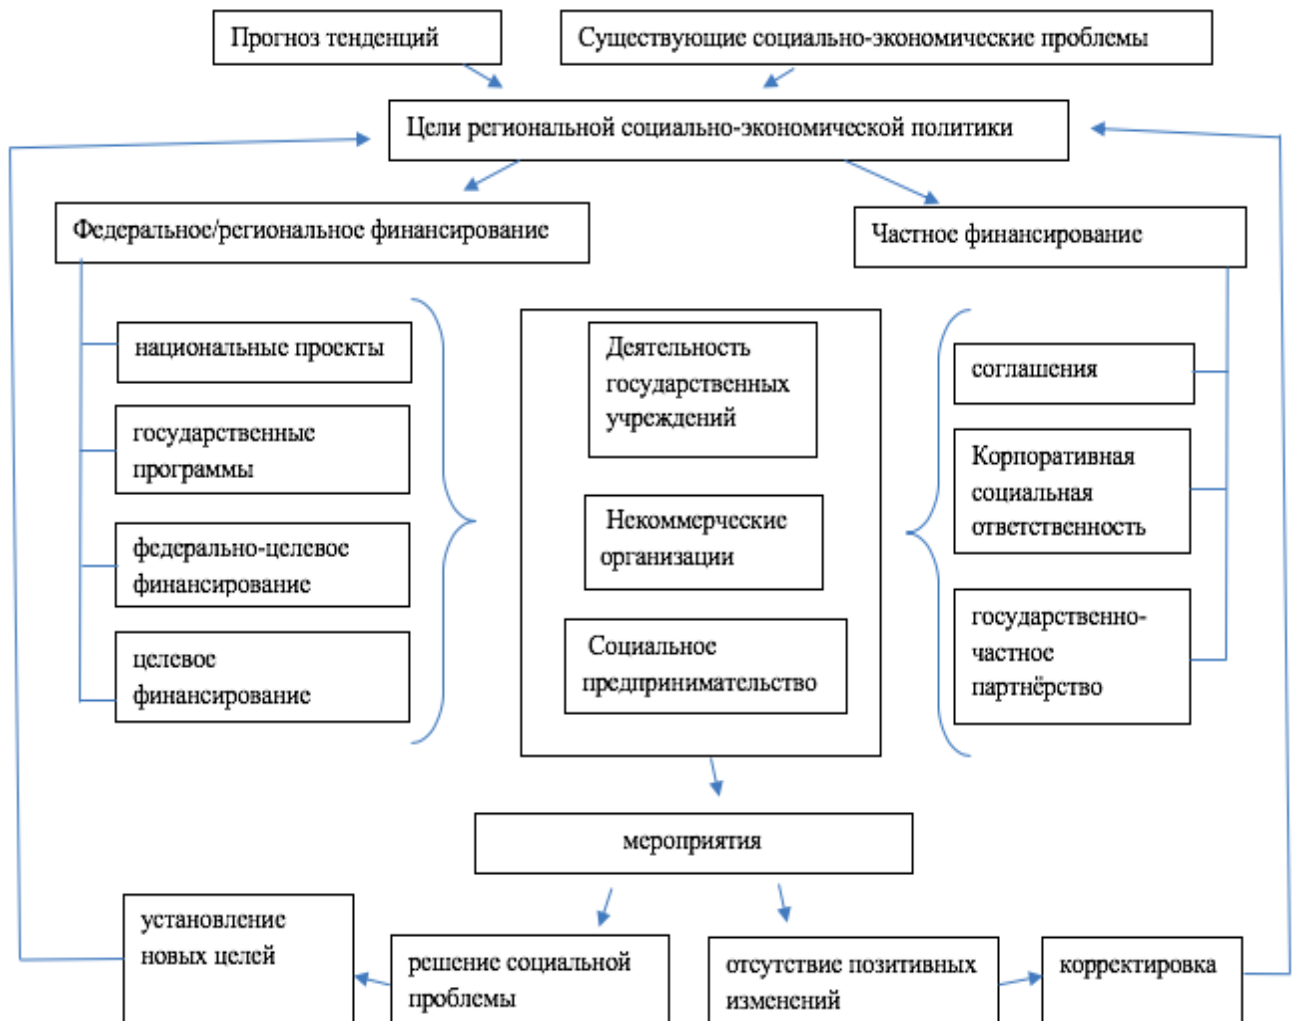 Прогноз тенденций
Существующие социально-экономические проблемы
Цели региональной социально-экономической политики
Федеральное/региональное финансирование
Частное финансирование
национальные проекты
государственные
программы
федерально-целевое
финансирование
целевое
финансирование
Деятельность
государственных
учреждений
Некоммерческие
организации
Социальное
предпринимательство
соглашения
Корпоративная
социальная
ответственность
государственно-
частное
партнёрство
мероприятия
установление
новых целей
решение социальной
проблемы
отсутствие позитивных
изменений
корректировка